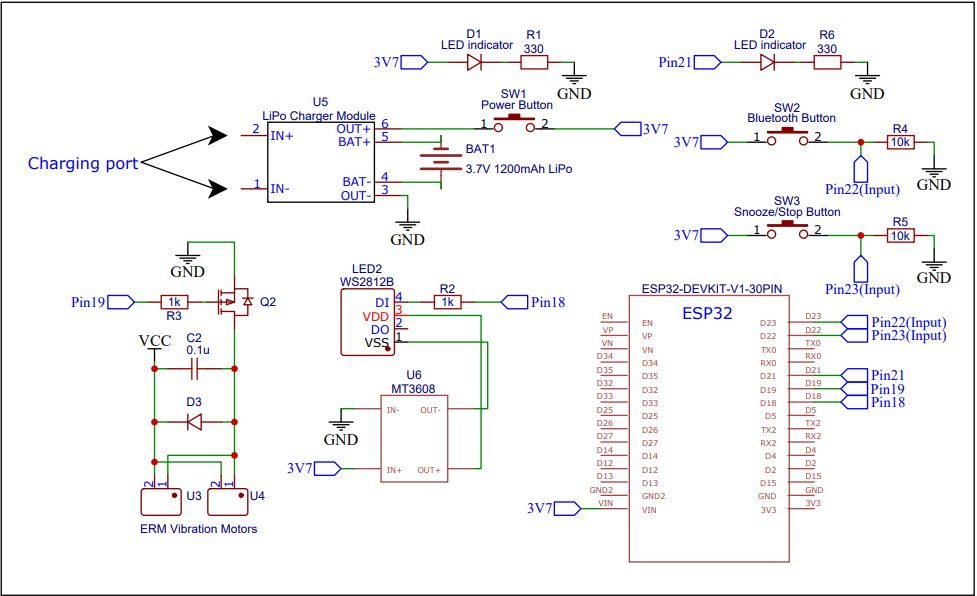 D1
LED indicator
R1
330
3V7
GND
D2
LED indicator
R6
330
Pin21
GND
U5
LiPo Charger Module
2
IN+
1
IN-
OUT+
6
BAT+
5
BAT-
4
OUT-
3
Charging port
SW1
Power Button
1
2
3V7
BAT1
3.7V 1200mAh LiPo
GND
SW2
Bluetooth Button
3V7
1
2
R4
10k
Pin22(Input)
GND
SW3
Snooze/Stop Button
3V7
1
2
R5
10k
Pin23(Input)
GND
GND
Pin19
1k
R3
Q2
VCC
C2
0.1u
D3
2
1
U3
2
1
U4
ERM Vibration Motors
LED2
WS2812B
DI
4
VDD
3
DO
2
VSS
1
R2
1k
Pin18
U6
MT3608
IN-
OUT-
IN+
OUT+
GND
3V7
ESP32-DEVKIT-V1-30PIN
ESP32
EN
EN
VP
VP
VN
VN
D34
D34
D35
D35
D32
D32
D33
D33
D25
D25
D26
D26
D27
D27
D14
D14
D12
D12
D13
D13
GND2
GND2
VIN
VIN
3V7
D23
D23
Pin22(Input)
D22
D22
Pin23(Input)
TX0
TX0
RX0
RX0
D21
D21
Pin21
D19
D19
Pin19
D18
D18
Pin18
D5
D5
TX2
TX2
RX2
RX2
D4
D4
D2
D2
D15
D15
GND
GND
3V3
3V3